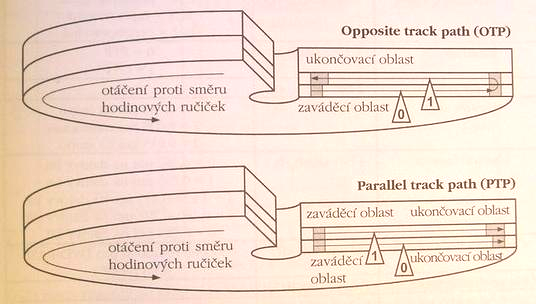 Opposite track path (OTP)
ukončovací oblast
otáčení proti směru
hodinových ručiček
zaváděcí oblast
1
0
Parallel track path (PTP)
zaváděcí oblast ukončovací oblast
otáčení proti směru
hodinových ručiček
zaváděcí
oblast
1
0
ukončovací oblast